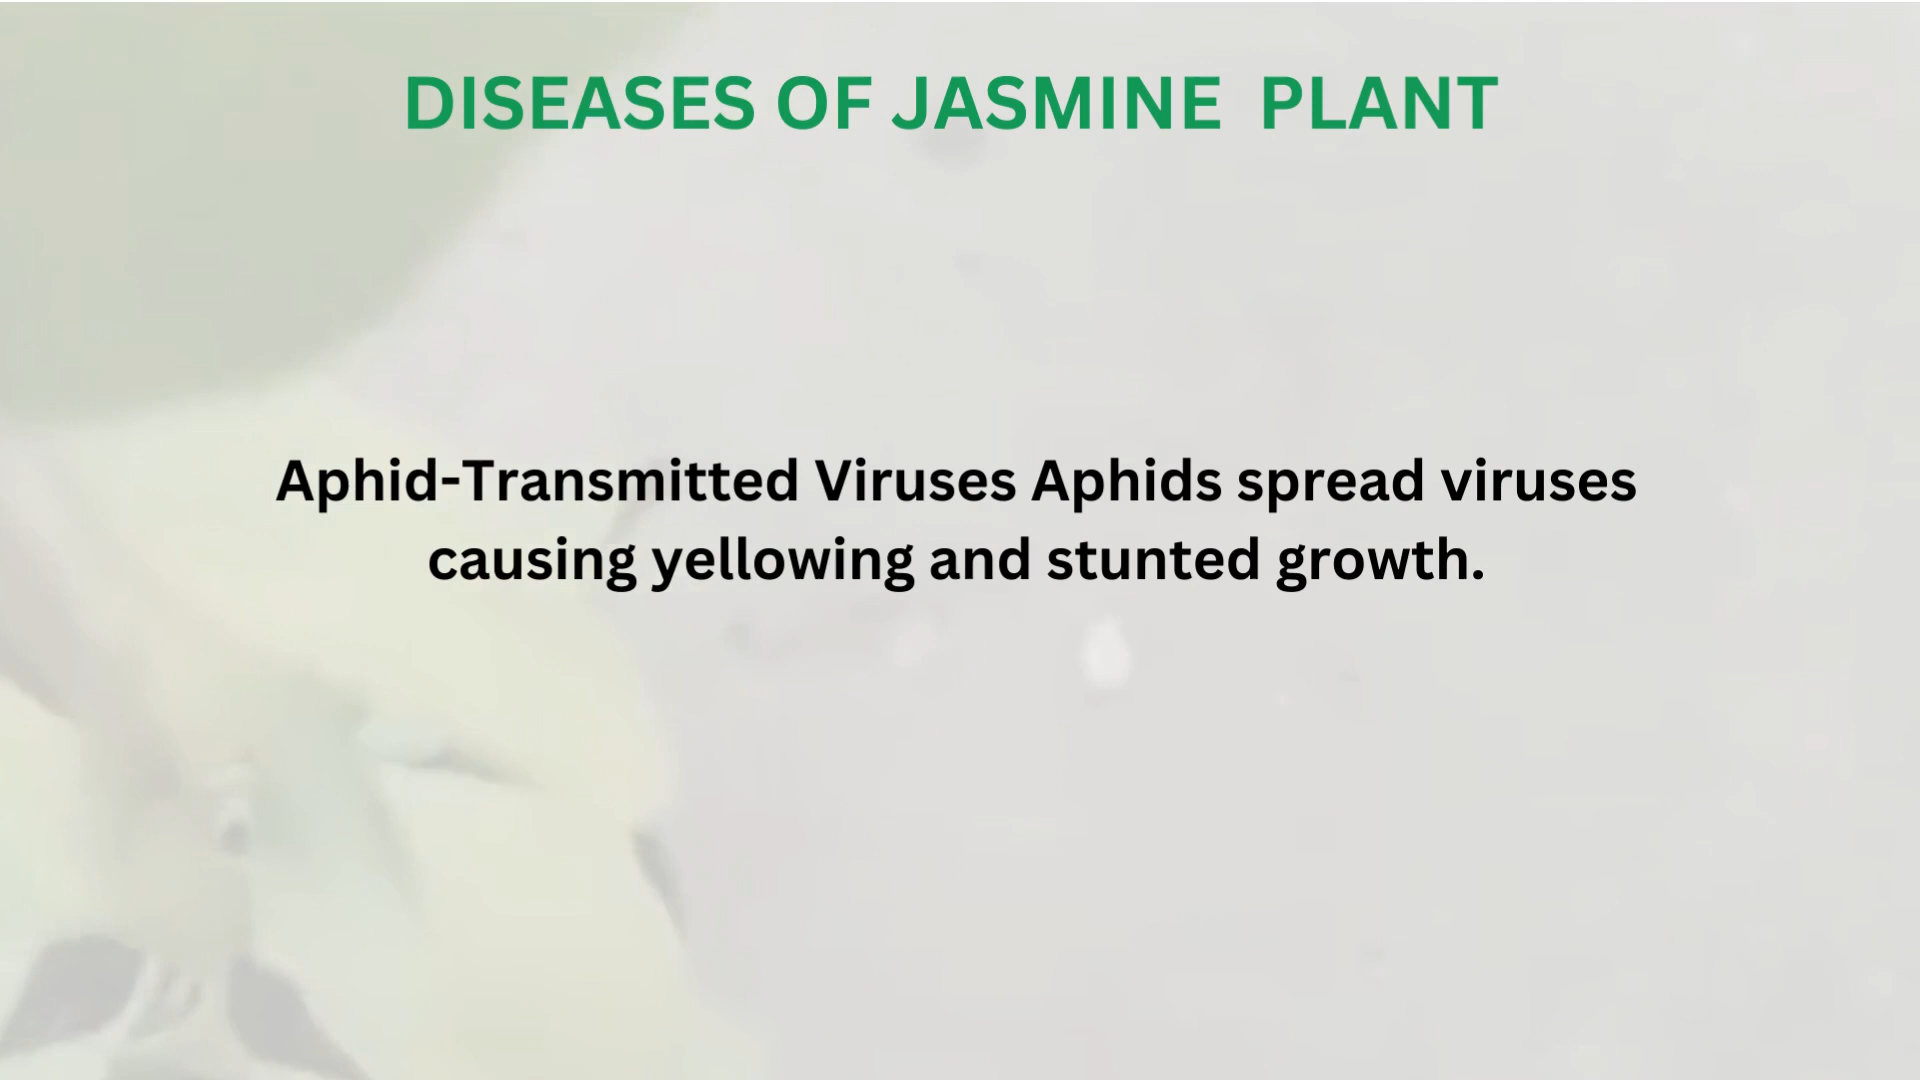 DISEASES OF JASMINE  PLANT
Aphid-Transmitted Viruses Aphids spread viruses
causing yellowing and stunted growth.